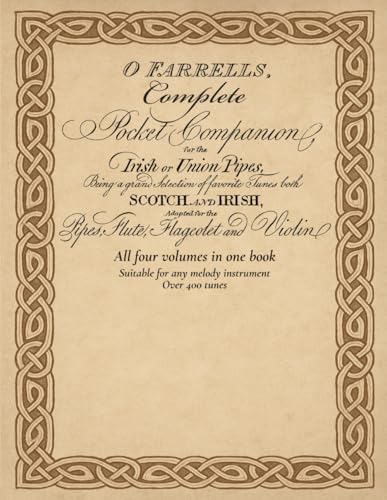 O FARRELLS,
Complete
Pocket Companion
for the
Irish or Union Pipes,
Being a grand Selection of favorite Tunes both
SCOTCH AND IRISH,
Adapted for the
Pipes, Flute, Flageolet and Violin
All four volumes in one book
Suitable for any melody instrument
Over 400 tunes